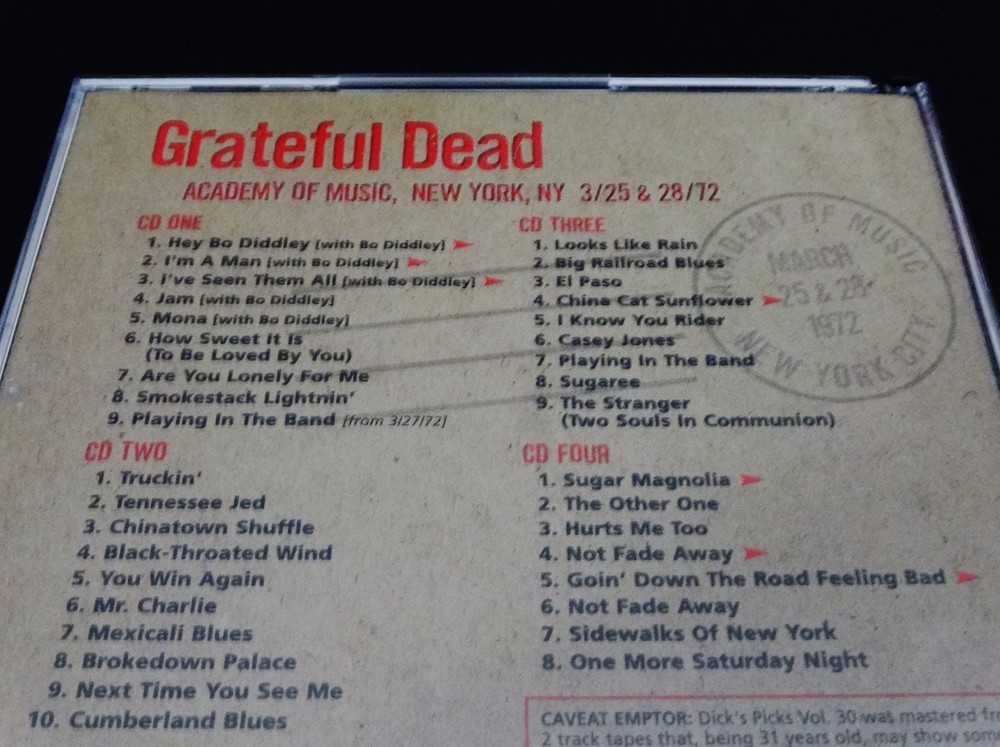 Grateful Dead
ACADEMY OF MUSIC, NEW YORK, NY 3/25 & 28/72
CD ONE
1. Hey Bo Diddley [with Bo Diddley]
2. I'm A Man [with Bo Diddley]
3. I've Seen Them All [with Bo Diddley]
4. Jam [with Bo Diddley]
5. Mona [with Bo Diddley]
6. How Sweet It Is
(To Be Loved By You)
7. Are You Lonely For Me
8. Smokestack Lightnin'
9. Playing In The Band [from 3/27/72]
CD TWO
1. Truckin'
2. Tennessee Jed
3. Chinatown Shuffle
4. Black-Throated Wind
5. You Win Again
6. Mr. Charlie
7. Mexicali Blues
8. Brokedown Palace
9. Next Time You See Me
10. Cumberland Blues
CD THREE
1. Looks Like Rain
2. Big Railroad Blues
3. El Paso
4. China Cat Sunflower
5. I Know You Rider
6. Casey Jones
7. Playing In The Band
8. Sugaree
9. The Stranger
(Two Souls In Communion)
CD FOUR
1. Sugar Magnolia
2. The Other One
3. Hurts Me Too
4. Not Fade Away
5. Goin' Down The Road Feeling Bad
6. Not Fade Away
7. Sidewalks Of New York
8. One More Saturday Night
ACADEMY OF MUSIC
MARCH
25 & 28
1972
NEW YORK CITY
CAVEAT EMPTOR: Dick's Picks Vol. 30 was mastered
2 track tapes that, being 31 years old, may show